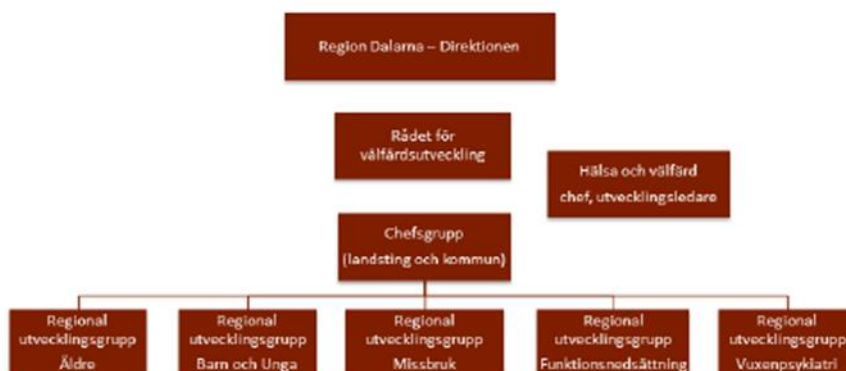 Region Dalarna – Direktionen
Rådet för
välfärdsutveckling
Hälsa och välfärd
chef, utvecklingsledare
Chefsgrupp
(landsting och kommun)
Regional
utvecklingsgrupp
Äldre
Regional
utvecklingsgrupp
Barn och Unga
Regional
utvecklingsgrupp
Missbruk
Regional
utvecklingsgrupp
Funktionsnedsättning
Regional
utvecklingsgrupp
Vuxenpsykiatri